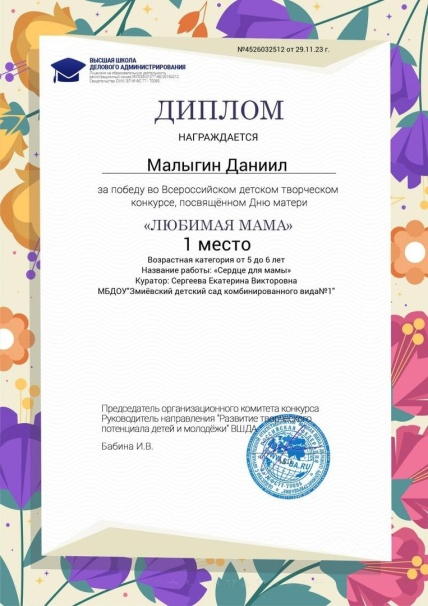 №4526032512 от 29.11.23 г.
ВЫСШАЯ ШКОЛА
ДЕЛОВОГО АДМИНИСТРИРОВАНИЯ
ДИПЛОМ
НАГРАЖДАЕТСЯ
Малыгин Даниил
за победу во Всероссийском детском творческом
конкурсе, посвящённом Дню матери
«ЛЮБИМАЯ МАМА»
1 место
Возрастная категория от 5 до 6 лет
Название работы: «Сердце для мамы»
Куратор: Сергеева Екатерина Викторовна
МБДОУ"Змиёвский детский сад комбинированного вида№1"
Председатель организационного комитета конкурса
Руководитель направления "Развитие творческого
потенциала детей и молодёжи" ВШДА
Бабина И.В.